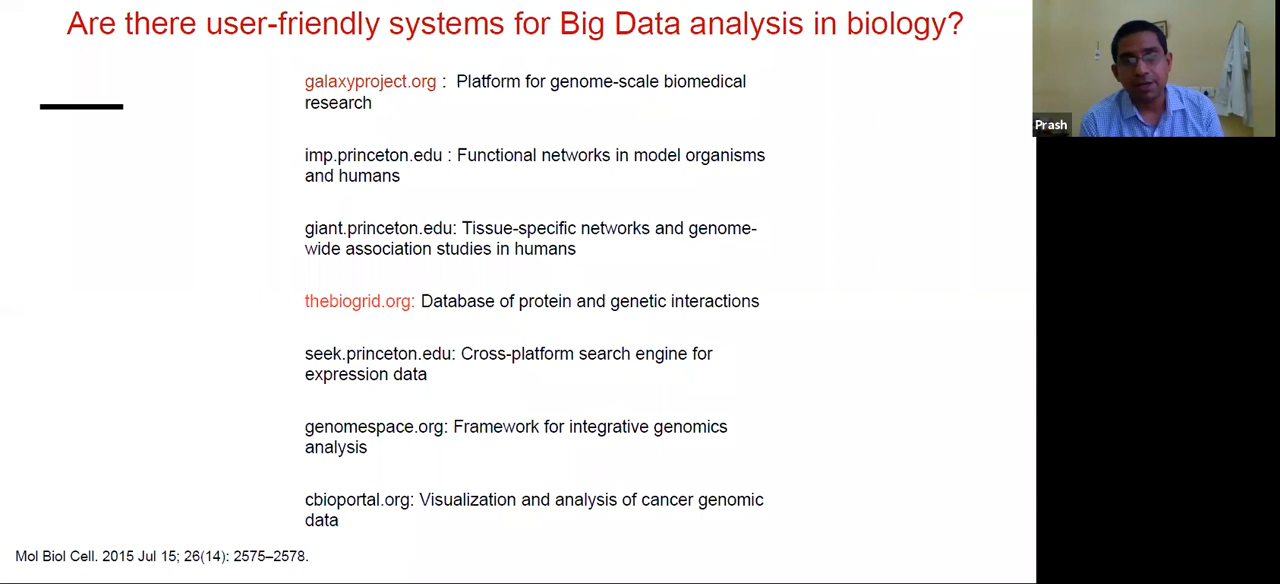 Are there user-friendly systems for Big Data analysis in biology?
galaxyproject.org : Platform for genome-scale biomedical
research
imp.princeton.edu : Functional networks in model organisms
and humans
giant.princeton.edu: Tissue-specific networks and genome-
wide association studies in humans
thebiogrid.org: Database of protein and genetic interactions
seek.princeton.edu: Cross-platform search engine for
expression data
genomespace.org: Framework for integrative genomics
analysis
cbioportal.org: Visualization and analysis of cancer genomic
data
Mol Biol Cell. 2015 Jul 15; 26(14): 2575–2578.
Prash